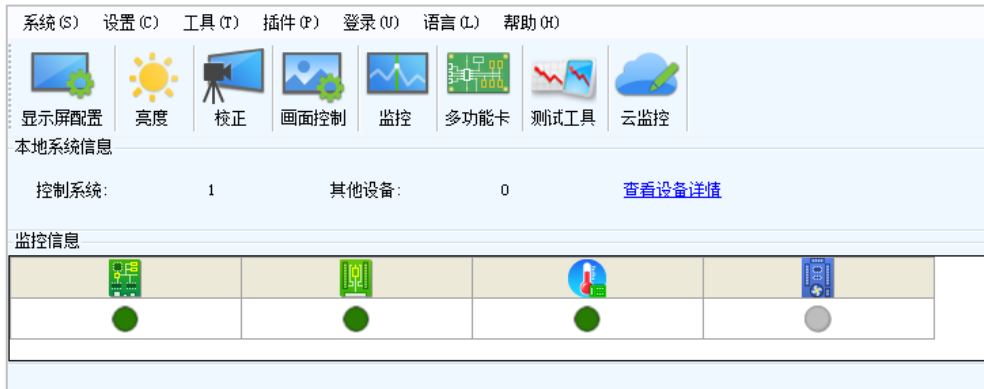 系统(S) 设置(C) 工具(T) 插件(P) 登录(U) 语言(L) 帮助(H)
显示屏配置 亮度 校正 画面控制 监控 多功能卡 测试工具 云监控
本地系统信息
控制系统: 1 其他设备: 0 查看设备详情
监控信息